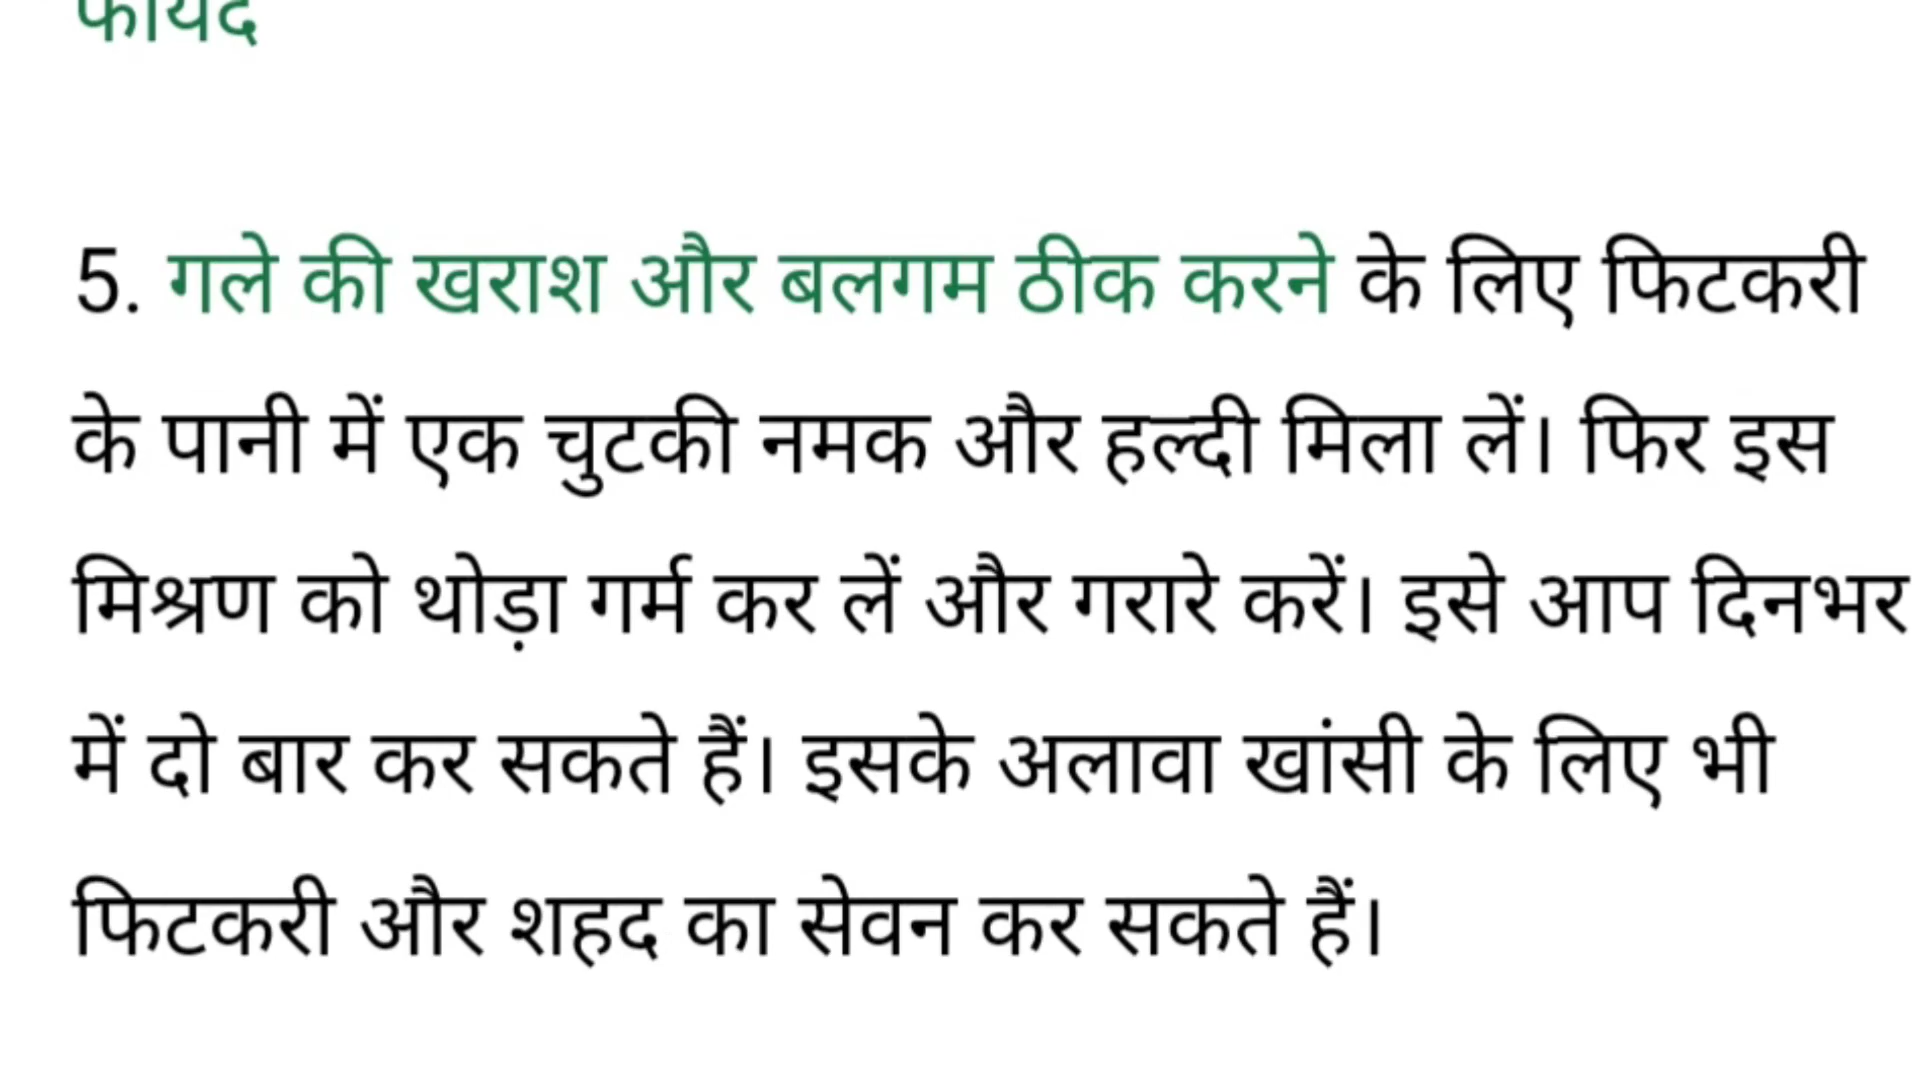 फायदे
5. गले की खराश और बलगम ठीक करने के लिए फिटकरी
के पानी में एक चुटकी नमक और हल्दी मिला लें। फिर इस
मिश्रण को थोड़ा गर्म कर लें और गरारे करें। इसे आप दिनभर
में दो बार कर सकते हैं। इसके अलावा खांसी के लिए भी
फिटकरी और शहद का सेवन कर सकते हैं।